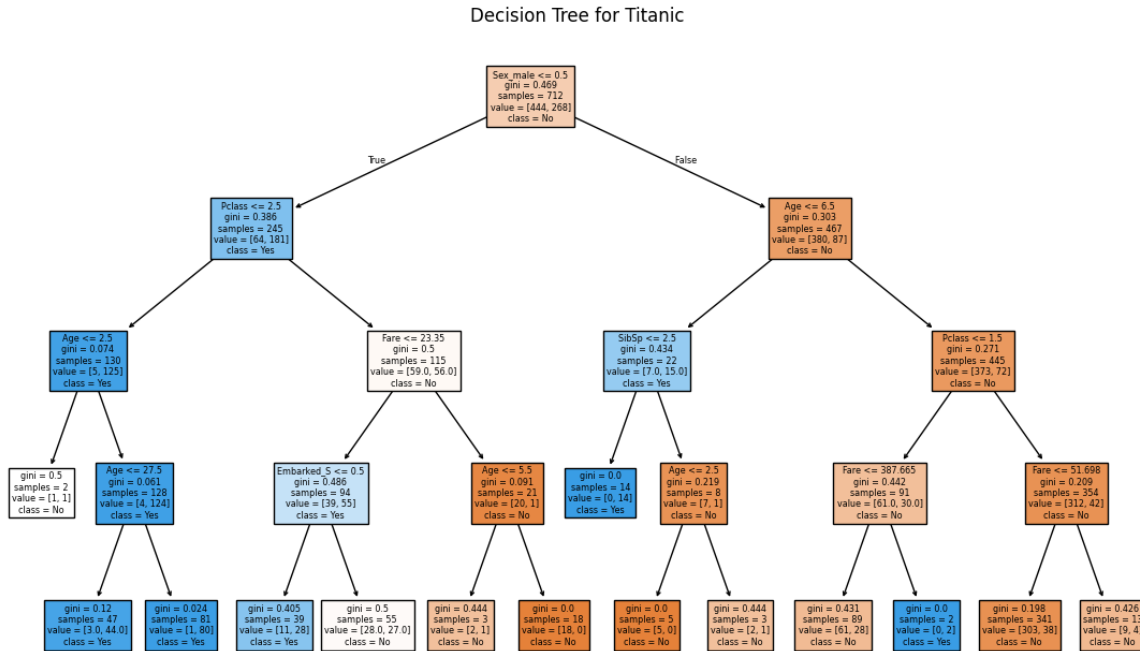 Decision Tree for Titanic
Sex_male <= 0.5
gini = 0.469
samples = 712
value = [444, 268]
class = No
True
False
Pclass <= 2.5
gini = 0.386
samples = 245
value = [64, 181]
class = Yes
Age <= 6.5
gini = 0.303
samples = 467
value = [380, 87]
class = No
Age <= 2.5
gini = 0.074
samples = 130
value = [5, 125]
class = Yes
Fare <= 23.35
gini = 0.5
samples = 115
value = [59.0, 56.0]
class = No
SibSp <= 2.5
gini = 0.434
samples = 22
value = [7.0, 15.0]
class = Yes
Pclass <= 1.5
gini = 0.271
samples = 445
value = [373, 72]
class = No
gini = 0.5
samples = 2
value = [1, 1]
class = No
Age <= 27.5
gini = 0.061
samples = 128
value = [4, 124]
class = Yes
Embarked_S <= 0.5
gini = 0.486
samples = 94
value = [39, 55]
class = Yes
Age <= 5.5
gini = 0.091
samples = 21
value = [20, 1]
class = No
gini = 0.0
samples = 14
value = [0, 14]
class = Yes
Age <= 2.5
gini = 0.219
samples = 8
value = [7, 1]
class = No
Fare <= 387.665
gini = 0.442
samples = 91
value = [61.0, 30.0]
class = No
Fare <= 51.698
gini = 0.209
samples = 354
value = [312, 42]
class = No
gini = 0.12
samples = 47
value = [3.0, 44.0]
class = Yes
gini = 0.024
samples = 81
value = [1, 80]
class = Yes
gini = 0.405
samples = 39
value = [11, 28]
class = Yes
gini = 0.5
samples = 55
value = [28.0, 27.0]
class = No
gini = 0.444
samples = 3
value = [2, 1]
class = No
gini = 0.0
samples = 18
value = [18, 0]
class = No
gini = 0.0
samples = 5
value = [5, 0]
class = No
gini = 0.444
samples = 3
value = [2, 1]
class = No
gini = 0.431
samples = 89
value = [61, 28]
class = No
gini = 0.0
samples = 2
value = [0, 2]
class = Yes
gini = 0.198
samples = 341
value = [303, 38]
class = No
gini = 0.426
samples = 13
value = [9, 4
class = No